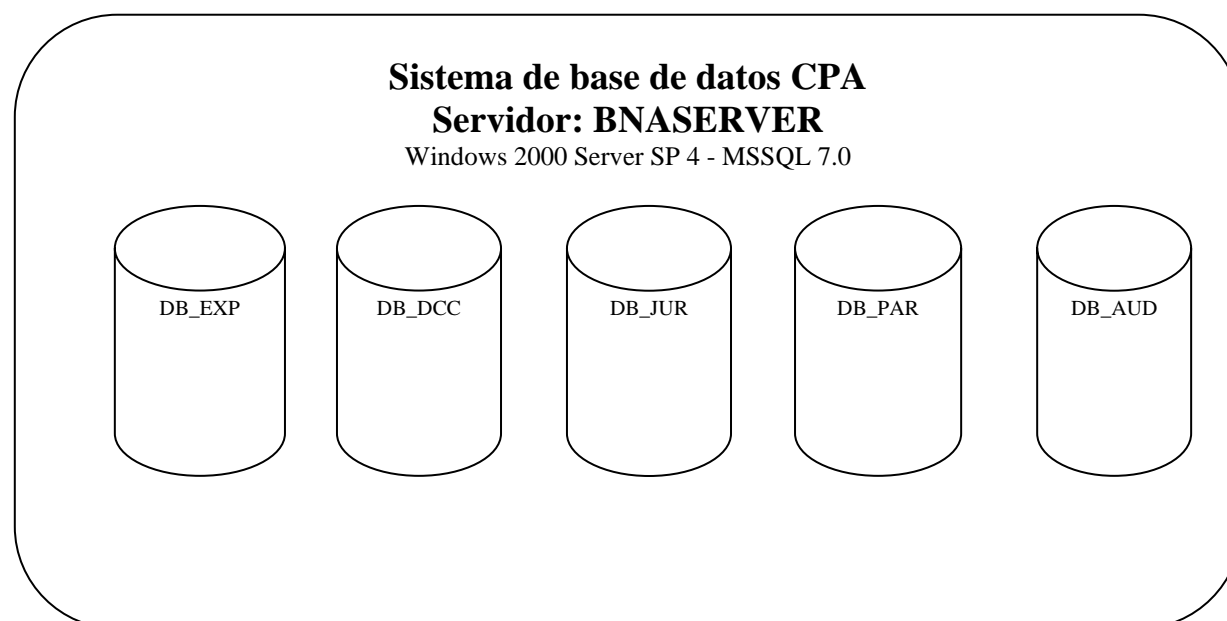 Sistema de base de datos CPA
Servidor: BNASERVER
Windows 2000 Server SP 4 - MSSQL 7.0
DB_EXP DB_DCC DB_JUR DB_PAR DB_AUD